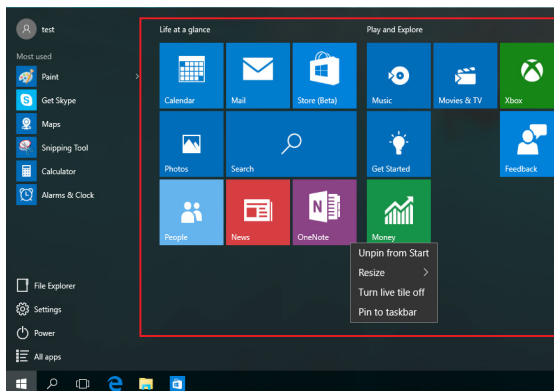 test
Most used
Paint
Get Skype
Maps
Snipping Tool
Calculator
Alarms & Clock
File Explorer
Settings
Power
All apps
Life at a glance
Calendar
Mail
Store (Beta)
Photos
Search
People
News
OneNote
Play and Explore
Music
Movies & TV
Xbox
Get Started
Feedback
Money
Unpin from Start
Resize
Turn live tile off
Pin to taskbar